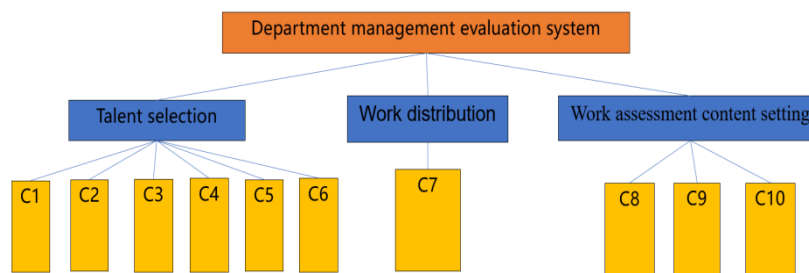 Department management evaluation system
Talent selection
Work distribution
Work assessment content setting
C1
C2
C3
C4
C5
C6
C7
C8
C9
C10